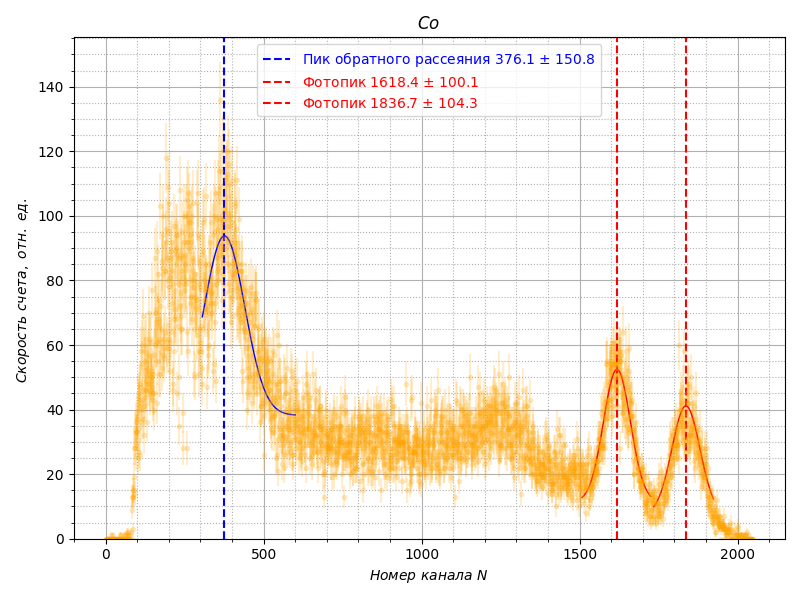 Co
Пик обратного рассеяния 376.1 ± 150.8
Фотопик 1618.4 ± 100.1
Фотопик 1836.7 ± 104.3
Скорость счета, отн. ед.
140
120
100
80
60
40
20
0
0 500 1000 1500 2000
Номер канала N